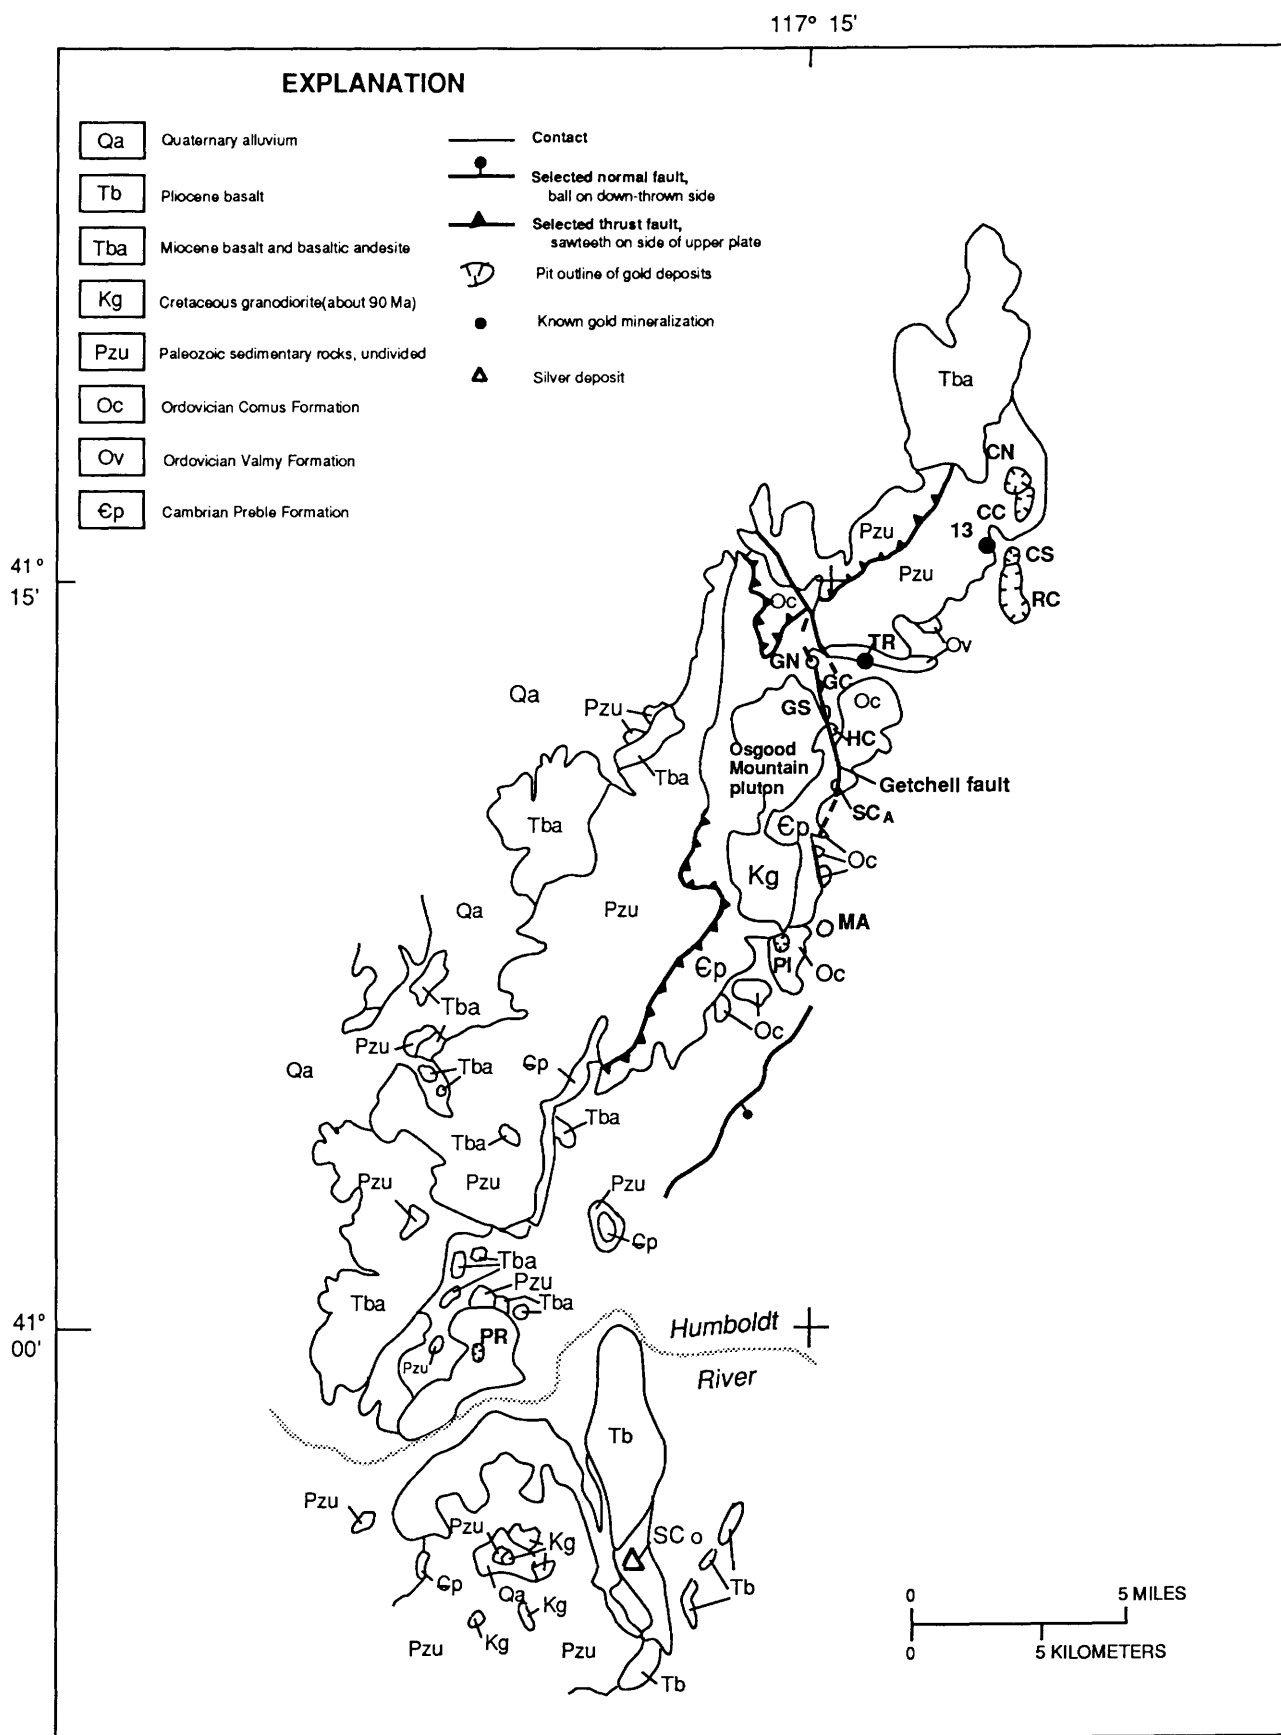 117° 15'
EXPLANATION
Qa Quaternary alluvium
Tb Pliocene basalt
Tba Miocene basalt and basaltic andesite
Kg Cretaceous granodiorite(about 90 Ma)
Pzu Paleozoic sedimentary rocks, undivided
Oc Ordovician Comus Formation
Ov Ordovician Valmy Formation
Єp Cambrian Preble Formation
Contact
Selected normal fault,
ball on down-thrown side
Selected thrust fault,
sawteeth on side of upper plate
Pit outline of gold deposits
Known gold mineralization
Silver deposit
Tba
CN
CC
Pzu
13
CS
41°
15'
Pzu
RC
Oc
TR
Ov
GN
GC
Qa
Pzu
GS
Oc
HC
Osgood
Mountain
pluton
Tba
Getchell fault
SCA
Tba
Єp
Oc
Kg
Qa
Pzu
MA
Єp
PI
Oc
Tba
Oc
Pzu
Qa
Tba
Єp
Tba
Tba
Pzu
Pzu
Pzu
Єp
Tba
Pzu
Tba
Tba
41°
00'
Humboldt
PR
Pzu
River
Tb
Pzu
Pzu
Kg
SCo
Єp
Qa
Kg
Tb
Pzu
Kg
Pzu
Tb
0 5 MILES
0 5 KILOMETERS